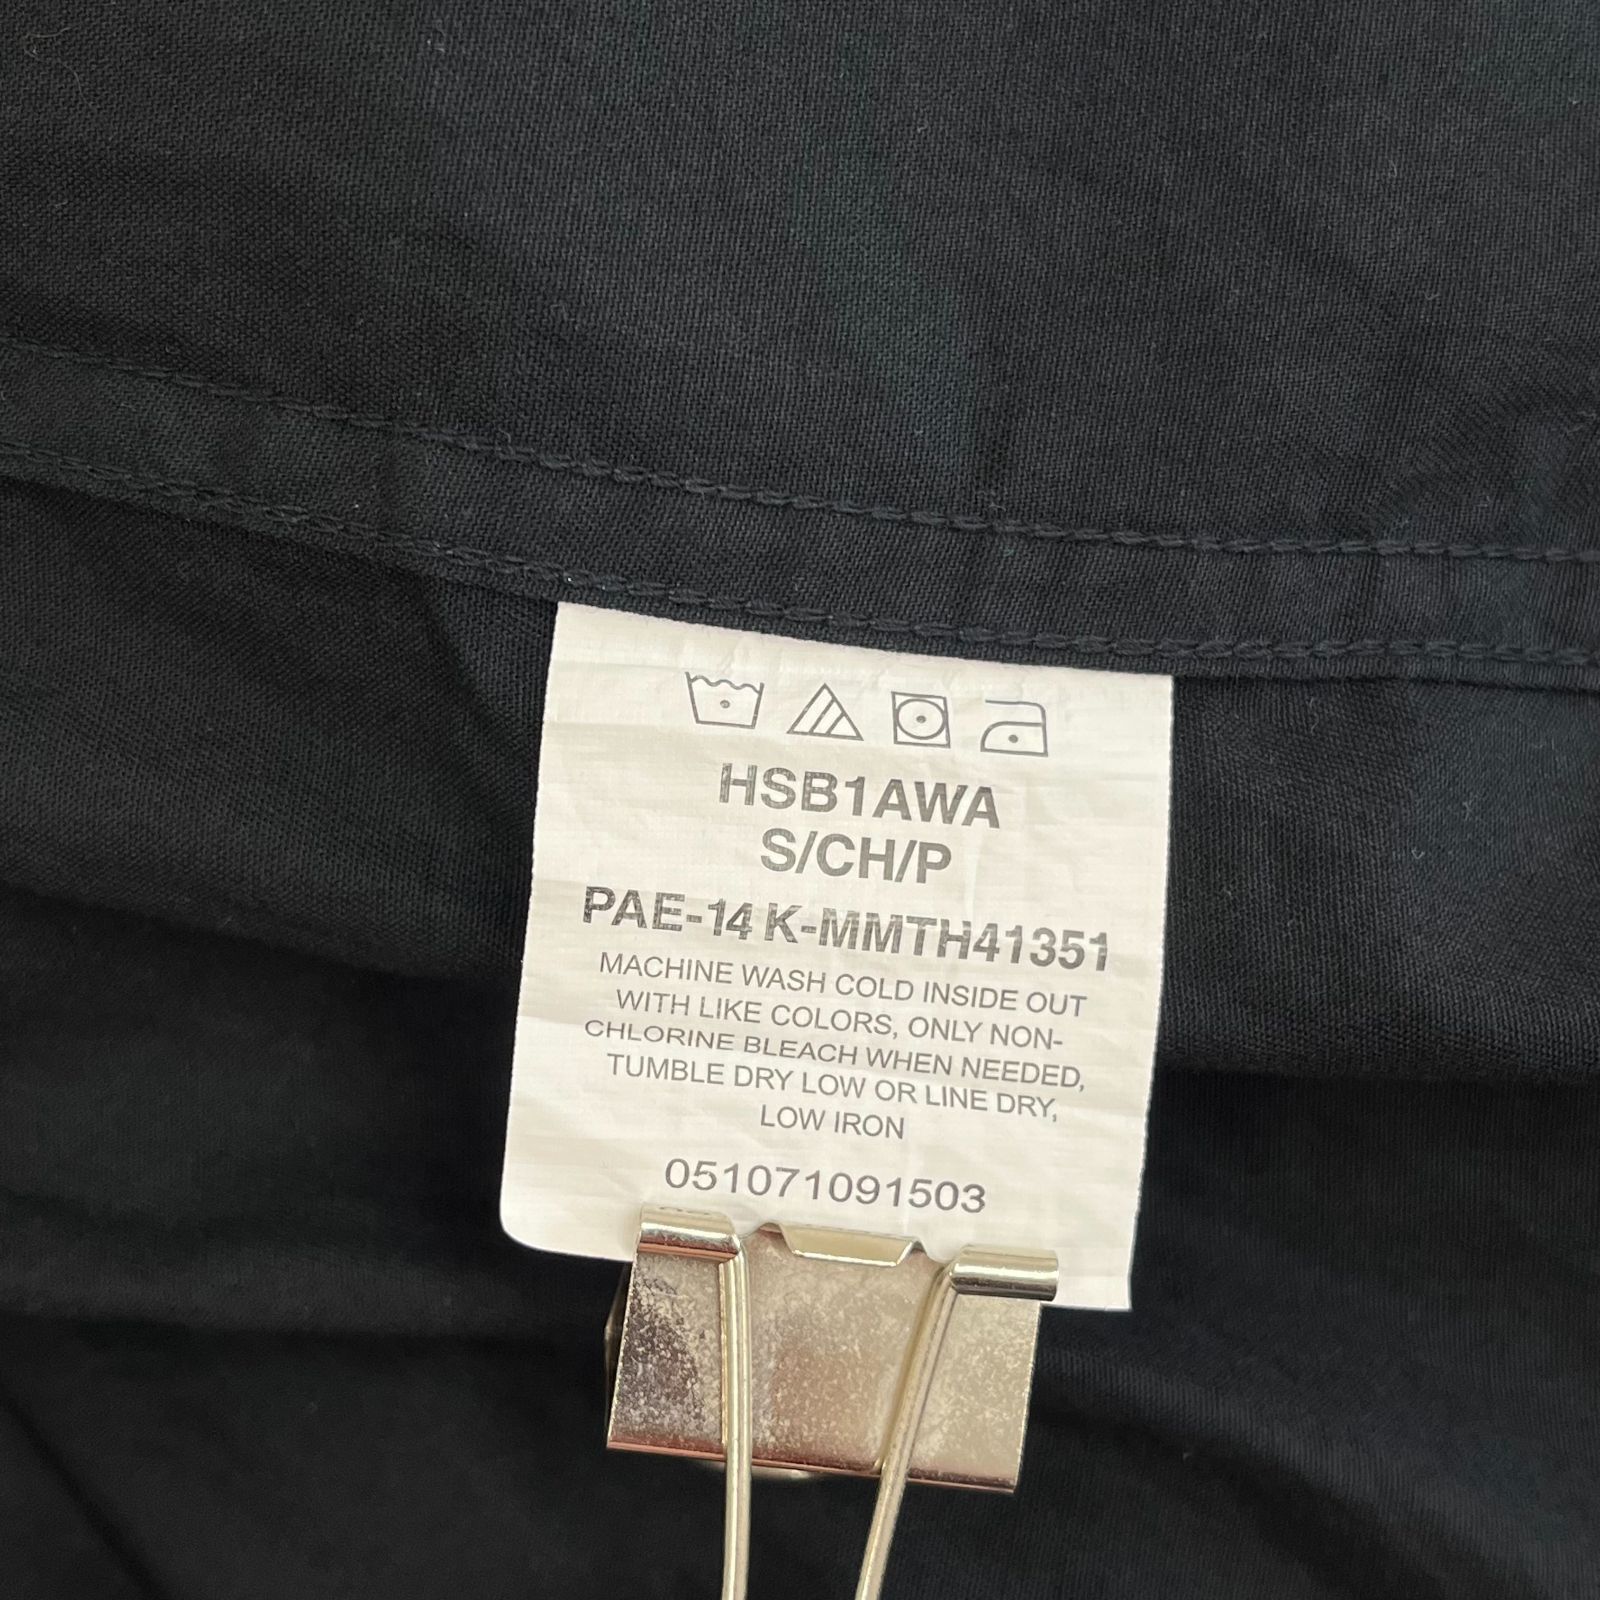 HSB1AWA
S/CH/P
PAE-14 K-MMTH41351
MACHINE WASH COLD INSIDE OUT
WITH LIKE COLORS, ONLY NON-
CHLORINE BLEACH WHEN NEEDED,
TUMBLE DRY LOW OR LINE DRY,
LOW IRON
051071091503